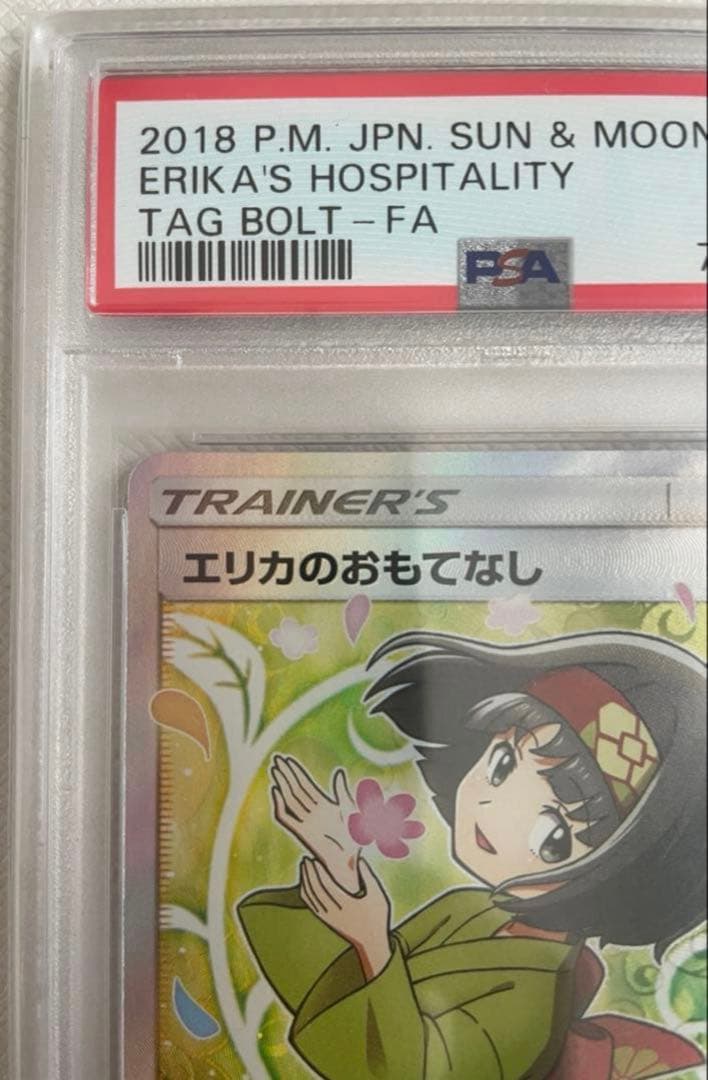 2018 P.M. JPN. SUN & MOON
ERIKA'S HOSPITALITY
TAG BOLT – FA
PSA
TRAINER'S
エリカのおもてなし